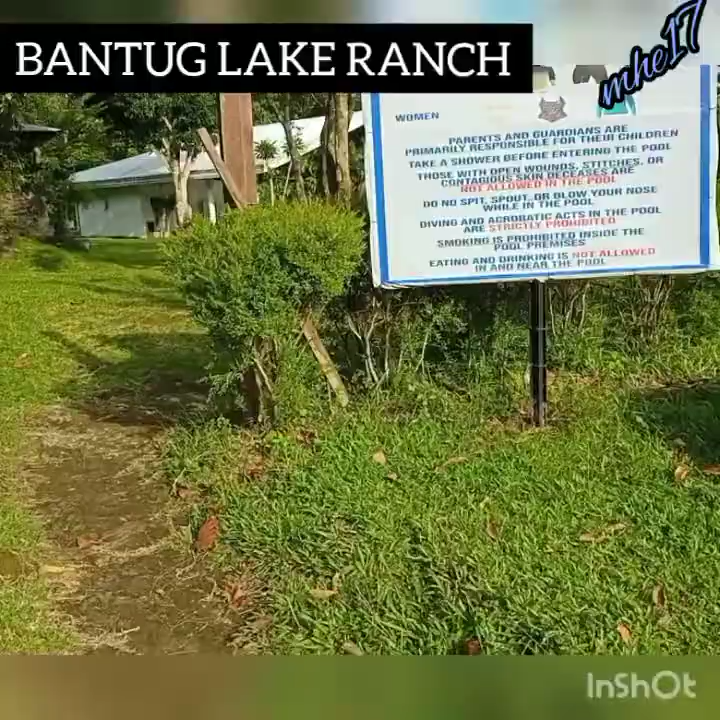 BANTUG LAKE RANCH
mhe17
WOMEN
PARENTS AND GUARDIANS ARE
PRIMARILY RESPONSIBLE FOR THEIR CHILDREN
TAKE A SHOWER BEFORE ENTERING THE POOL
THOSE WITH OPEN WOUNDS, STITCHES, OR
CONTAGIOUS SKIN DECEASES ARE
NOT ALLOWED IN THE POOL
DO NO SPIT, SPOUT, OR BLOW YOUR NOSE
WHILE IN THE POOL
DIVING AND ACROBATIC ACTS IN THE POOL
ARE STRICTLY PROHIBITED
SMOKING IS PROHIBITED INSIDE THE
POOL PREMISES
EATING AND DRINKING IS NOT ALLOWED
IN AND NEAR THE POOL
InShOt